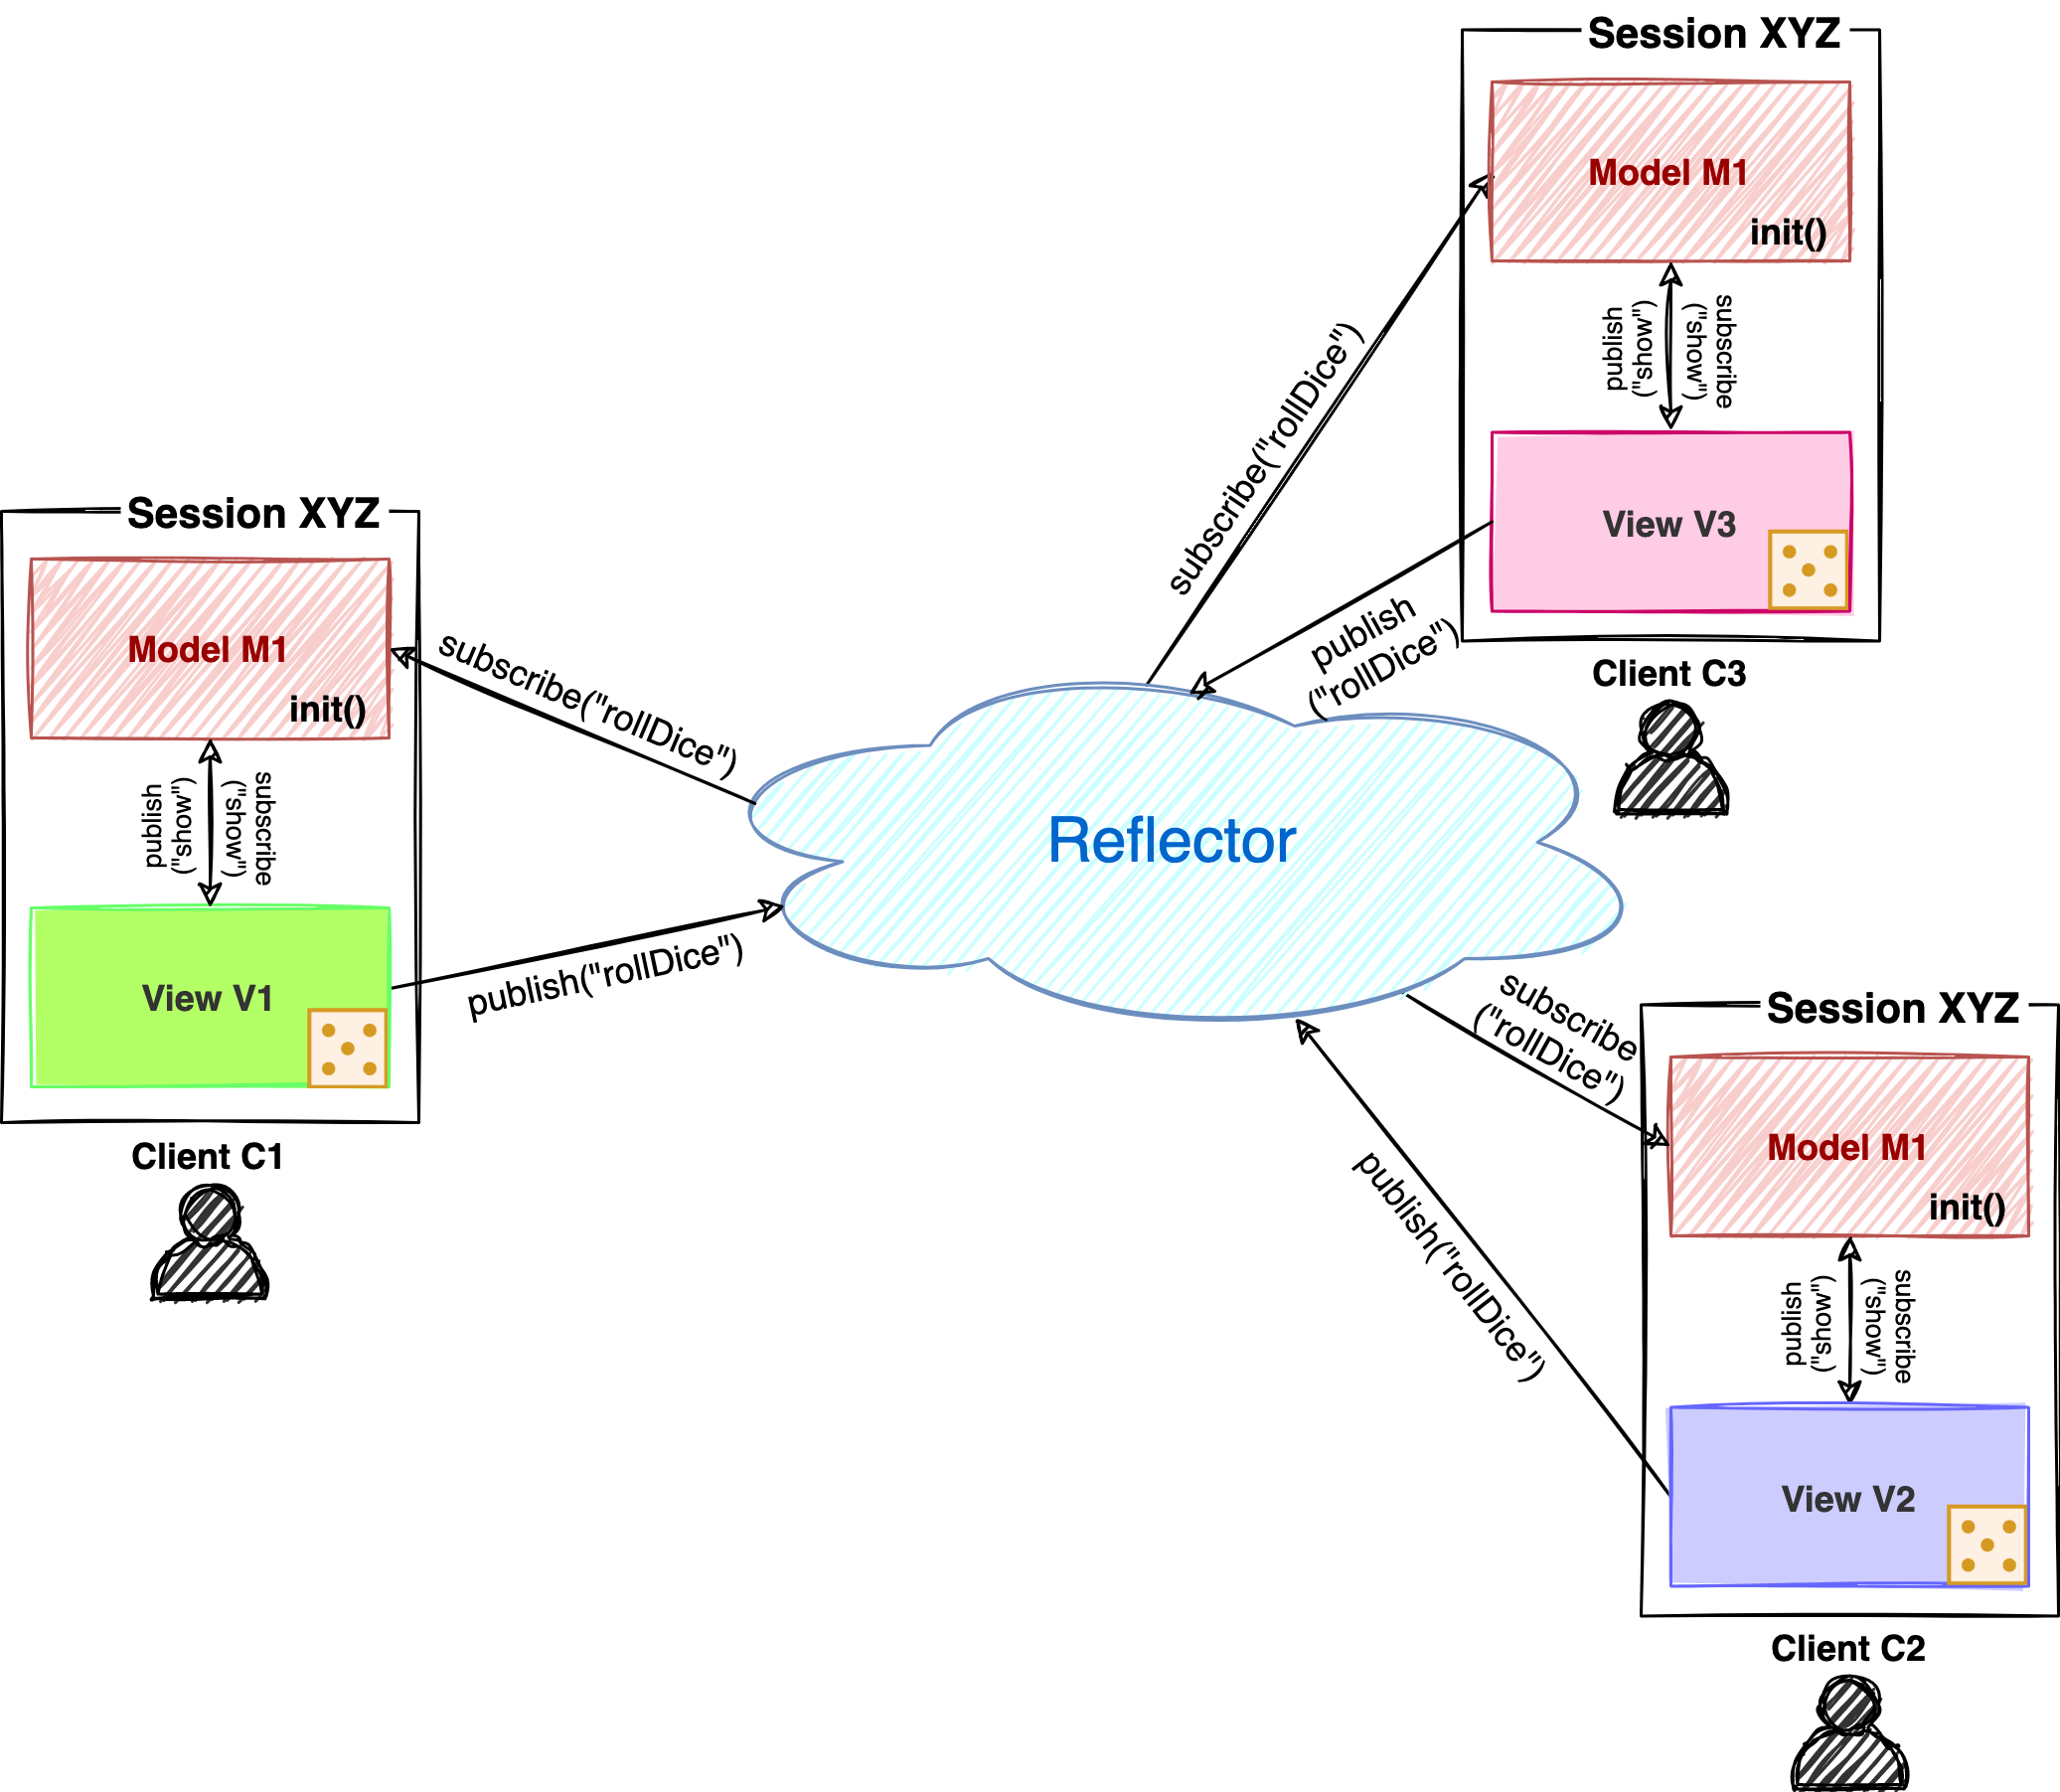 Session XYZ
Model M1
init()
publish
("show")
subscribe
("show")
View V3
Client C3
subscribe("rollDice")
publish
("rollDice")
Session XYZ
Model M1
init()
publish
("show")
subscribe
("show")
View V1
Client C1
subscribe("rollDice")
publish("rollDice")
Reflector
subscribe
("rollDice")
publish("rollDice")
Session XYZ
Model M1
init()
publish
("show")
subscribe
("show")
View V2
Client C2